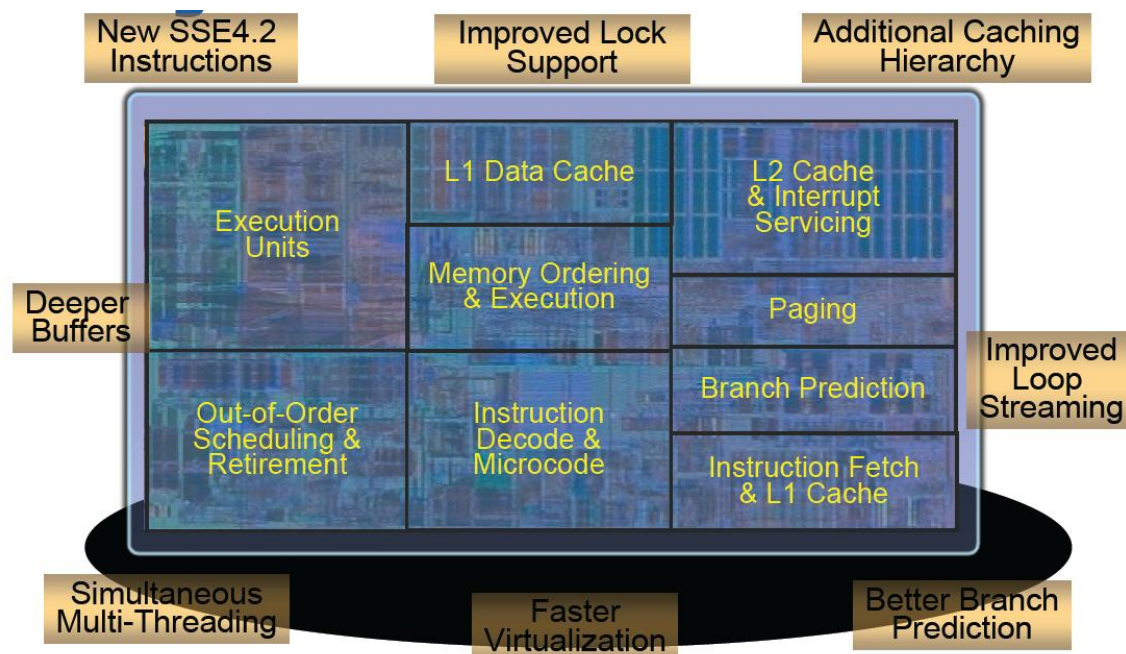 New SSE4.2
Instructions
Improved Lock
Support
Additional Caching
Hierarchy
L1 Data Cache
L2 Cache
& Interrupt
Servicing
Execution
Units
Memory Ordering
& Execution
Deeper
Buffers
Paging
Improved
Loop
Streaming
Branch Prediction
Out-of-Order
Scheduling &
Retirement
Instruction
Decode &
Microcode
Instruction Fetch
& L1 Cache
Simultaneous
Multi-Threading
Faster
Virtualization
Better Branch
Prediction